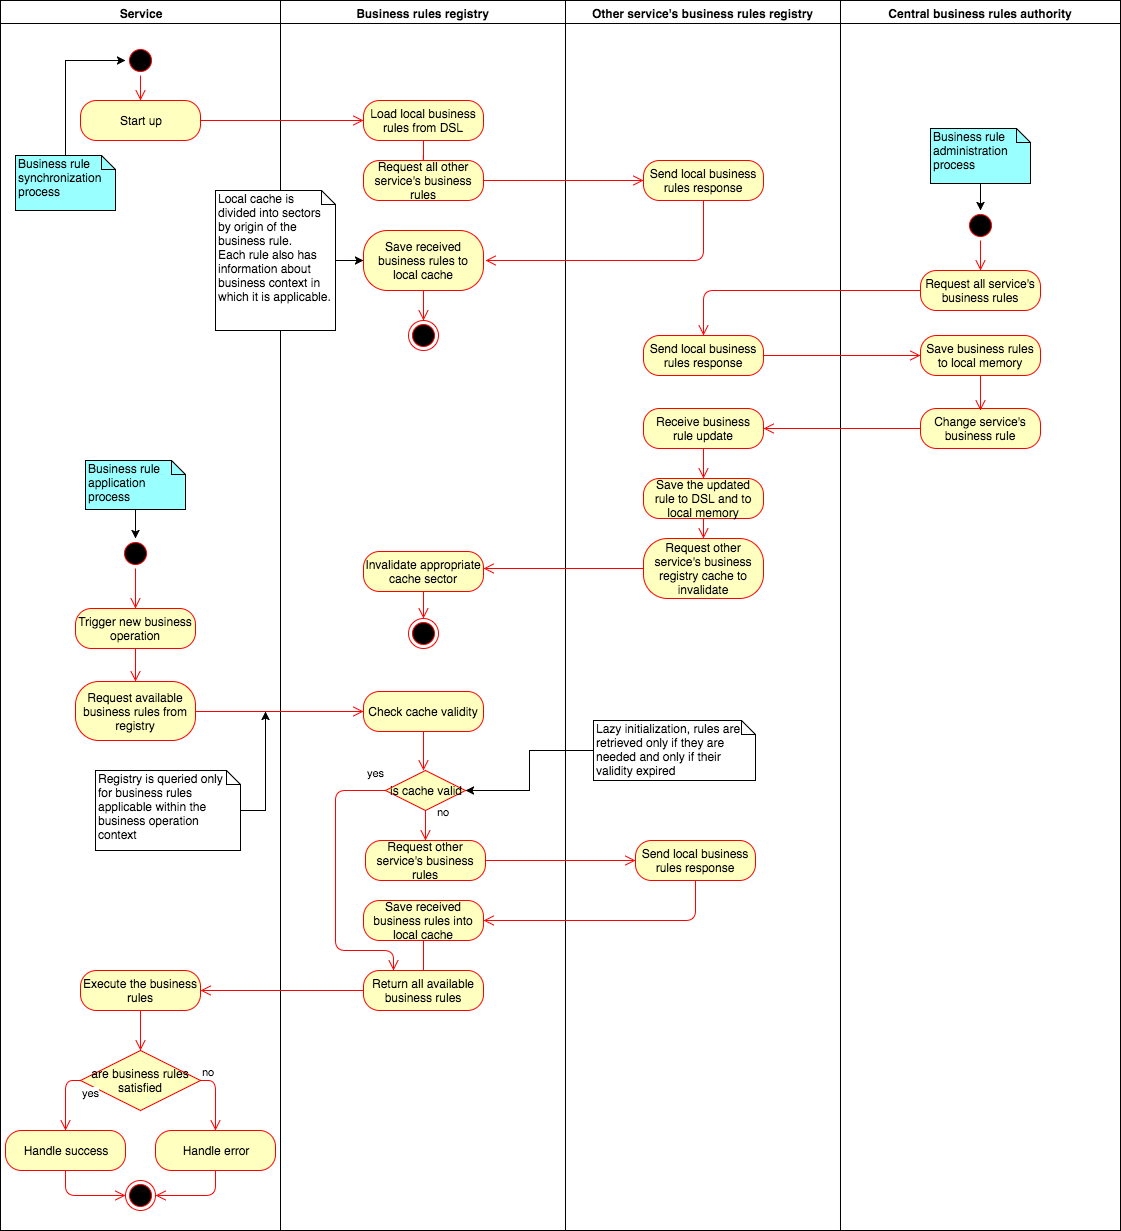 Service
Business rules registry
Other service's business rules registry
Central business rules authority
Start up
Load local business
rules from DSL
Business rule
synchronization
process
Request all other
service's business
rules
Send local business
rules response
Business rule
administration
process
Local cache is
divided into sectors
by origin of the
business rule.
Each rule also has
information about
business context in
which it is applicable.
Save received
business rules to
local cache
Request all service's
business rules
Send local business
rules response
Save business rules
to local memory
Receive business
rule update
Change service's
business rule
Business rule
application
process
Save the updated
rule to DSL and to
local memory
Request other
service's business
registry cache to
invalidate
Invalidate appropriate
cache sector
Trigger new business
operation
Request available
business rules from
registry
Check cache validity
Lazy initialization, rules are
retrieved only if they are
needed and only if their
validity expired
Registry is queried only
for business rules
applicable within the
business operation
context
yes
is cache valid
no
Request other
service's business
rules
Send local business
rules response
Save received
business rules into
local cache
Return all available
business rules
Execute the business
rules
are business rules
satisfied
no
yes
Handle success
Handle error